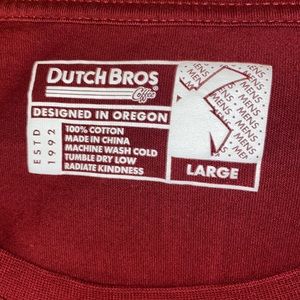 DUTCH BROS
Coffee®
DESIGNED IN OREGON
ESTD
1992
100% COTTON
MADE IN CHINA
MACHINE WASH COLD
TUMBLE DRY LOW
RADIATE KINDNESS
MENS MENS MENS
LARGE